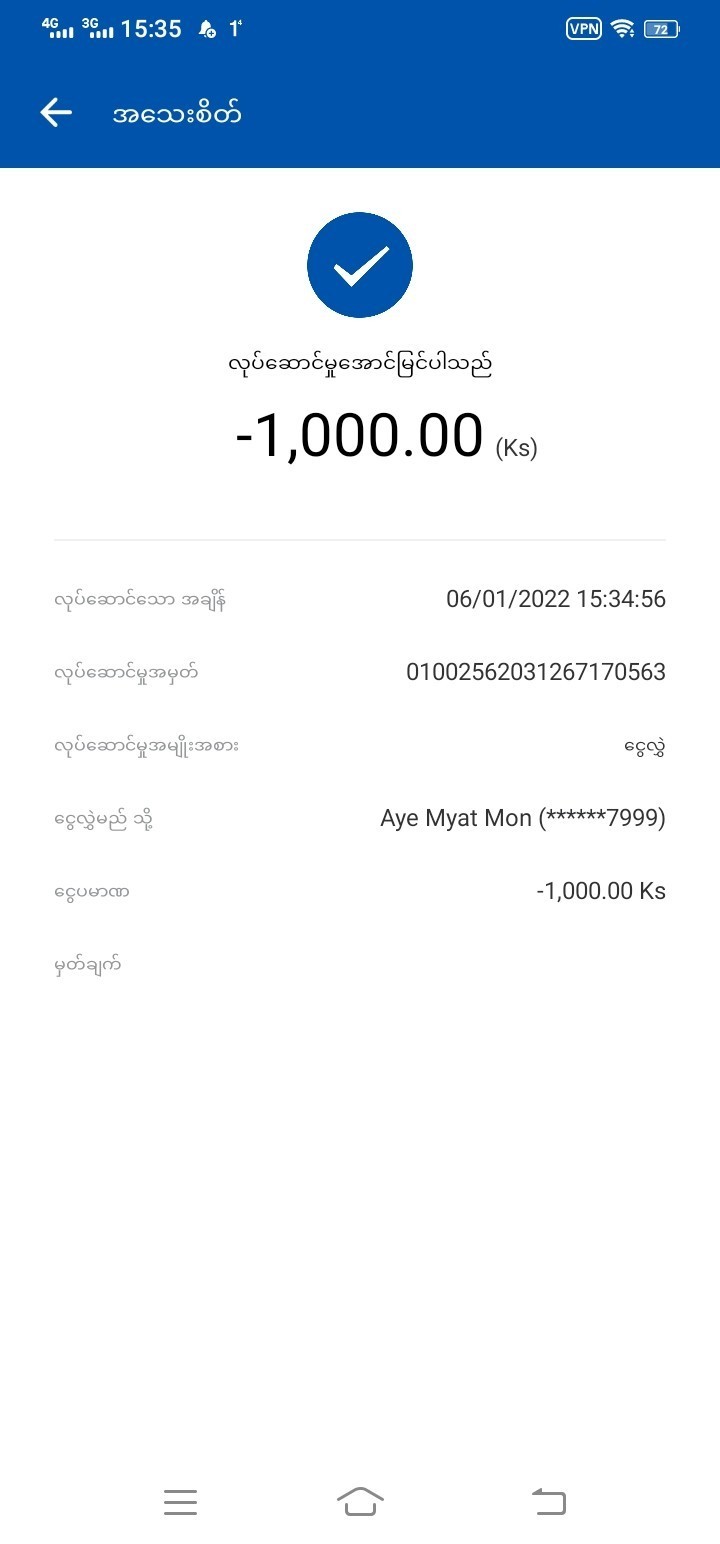 4G 3G 15:35 VPN 72
အသေးစိတ်
လုပ်ဆောင်မှုအောင်မြင်ပါသည်
-1,000.00 (Ks)
လုပ်ဆောင်သော အချိန် 06/01/2022 15:34:56
လုပ်ဆောင်မှုအမှတ် 01002562031267170563
လုပ်ဆောင်မှုအမျိုးအစား ငွေလွှဲ
ငွေလွှဲမည် သို့ Aye Myat Mon (******7999)
ငွေပမာဏ -1,000.00 Ks
မှတ်ချက်